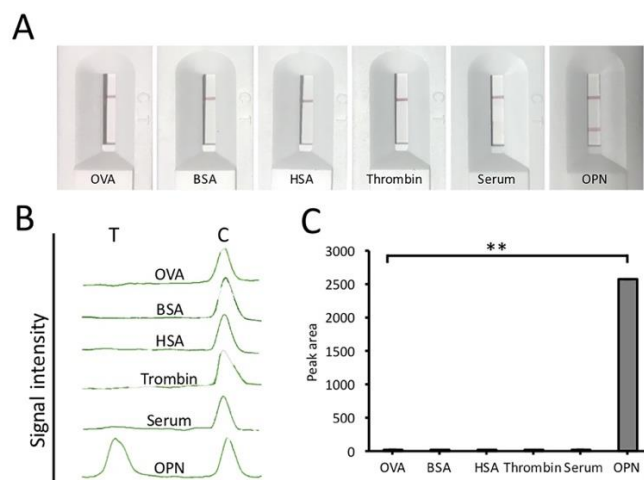 A
C T
C T
C T
C T
C T
C T
OVA BSA HSA Thrombin Serum OPN
B
T C
Signal intensity
OVA
BSA
HSA
Trombin
Serum
OPN
C
**
Peak area
3000
2500
2000
1500
1000
500
0
OVA BSA HSA Thrombin Serum OPN